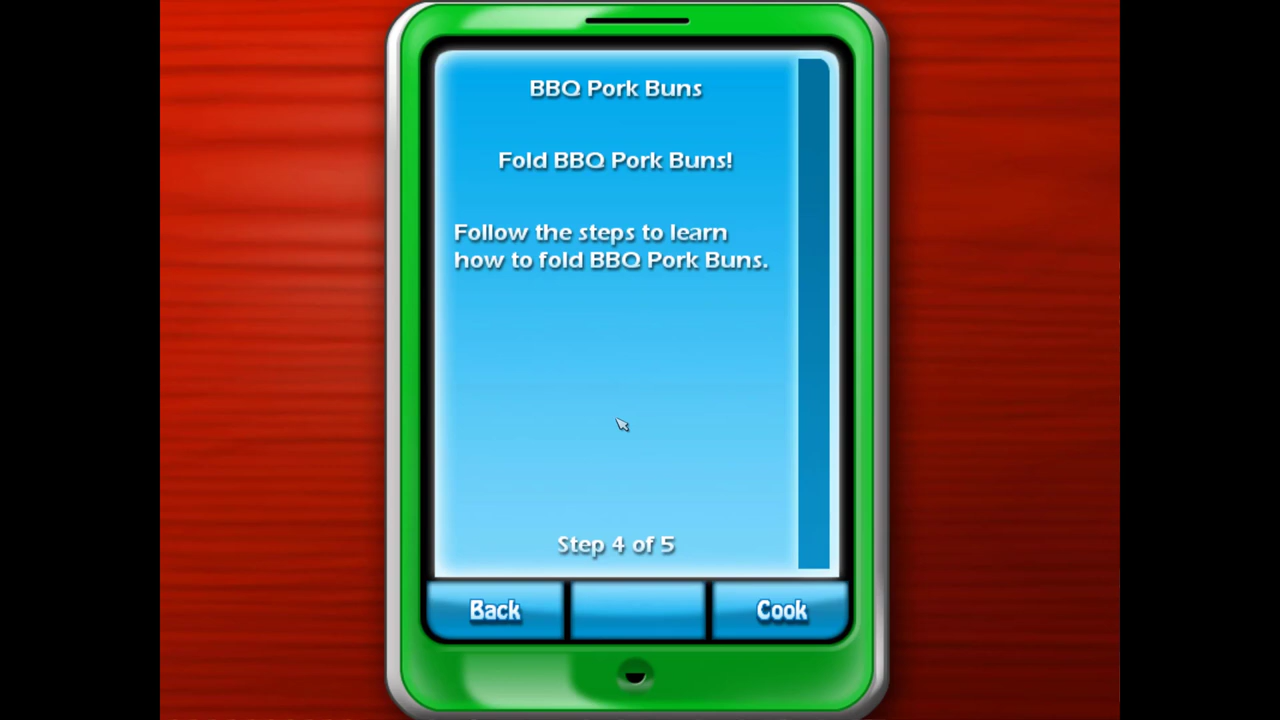 BBQ Pork Buns
Fold BBQ Pork Buns!
Follow the steps to learn
how to fold BBQ Pork Buns.
Step 4 of 5
Back
Cook